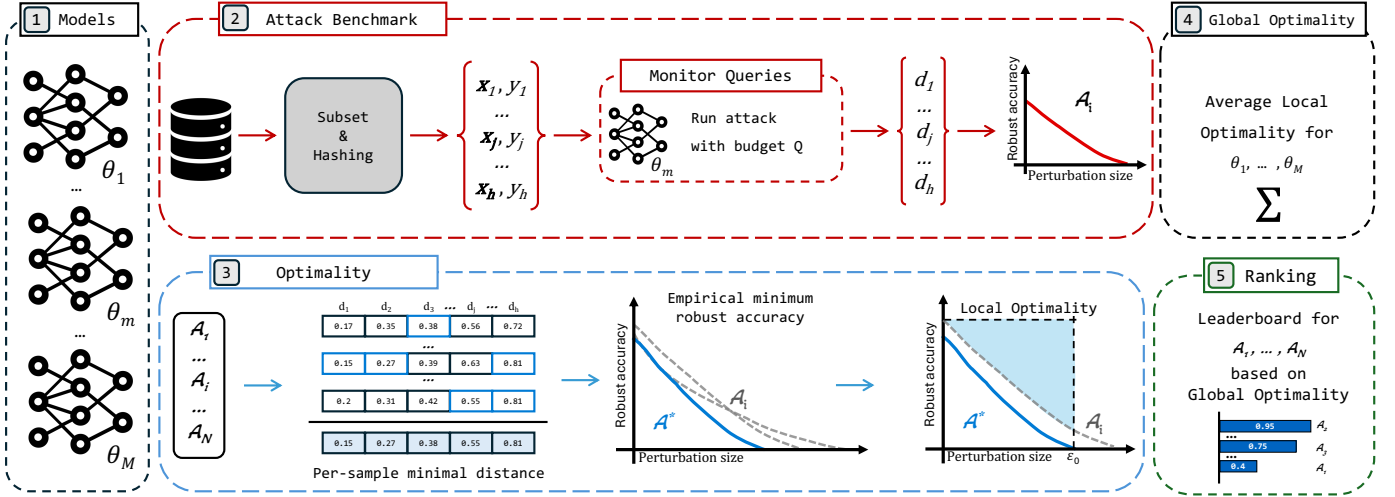 1 Models
θ1
...
θm
...
θM
2 Attack Benchmark
Subset
&
Hashing
x1, y1
...
xj, yj
...
xh, yh
Monitor Queries
Run attack
with budget Q
θm
d1
...
dj
...
dh
Robust accuracy
Ai
Perturbation size
3 Optimality
A1
...
Ai
...
AN
d1 d2 d3 ... dj ... dh
0.17 0.35 0.38 0.56 0.72
...
0.15 0.27 0.39 0.63 0.81
...
0.2 0.31 0.42 0.55 0.81
0.15 0.27 0.38 0.55 0.81
Per-sample minimal distance
Empirical minimum
robust accuracy
Robust accuracy
Ai
A*
Perturbation size
Local Optimality
Robust accuracy
A*
Ai
Perturbation size
ε0
4 Global Optimality
Average Local
Optimality for
θ1, … , θM
Σ
5 Ranking
Leaderboard for
A1, … , AN
based on
Global Optimality
0.95 A2
...
0.75 A3
...
0.4 A1